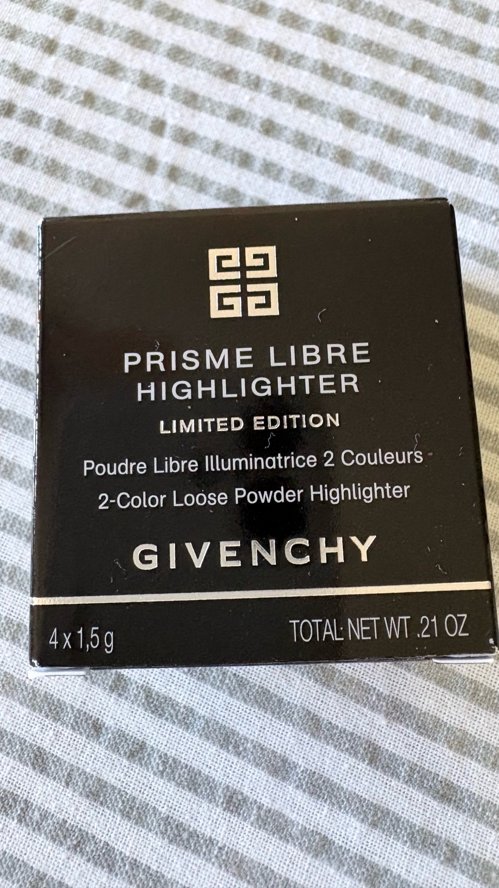 PRISME LIBRE
HIGHLIGHTER
LIMITED EDITION
Poudre Libre Illuminatrice 2 Couleurs
2-Color Loose Powder Highlighter
GIVENCHY
4 x 1,5 g TOTAL NET WT .21 OZ